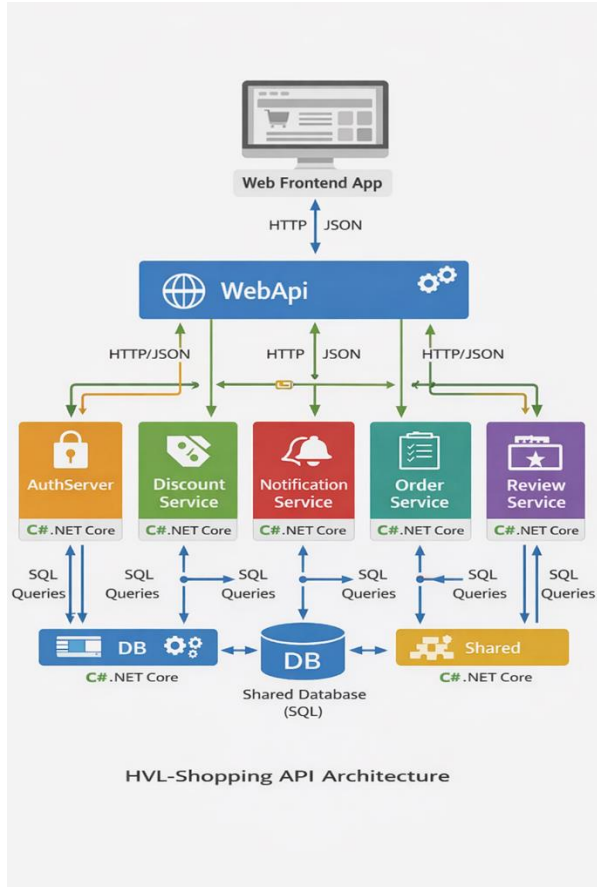 Web Frontend App
HTTP JSON
WebApi
HTTP/JSON HTTP JSON HTTP/JSON
AuthServer
C#.NET Core
Discount
Service
C#.NET Core
Notification
Service
C#.NET Core
Order
Service
C#.NET Core
Review
Service
C#.NET Core
SQL
Queries
SQL
Queries
SQL
Queries
SQL
Queries
SQL
Queries
SQL
Queries
DB
C#.NET Core
DB
Shared Database
(SQL)
Shared
C#.NET Core
HVL-Shopping API Architecture